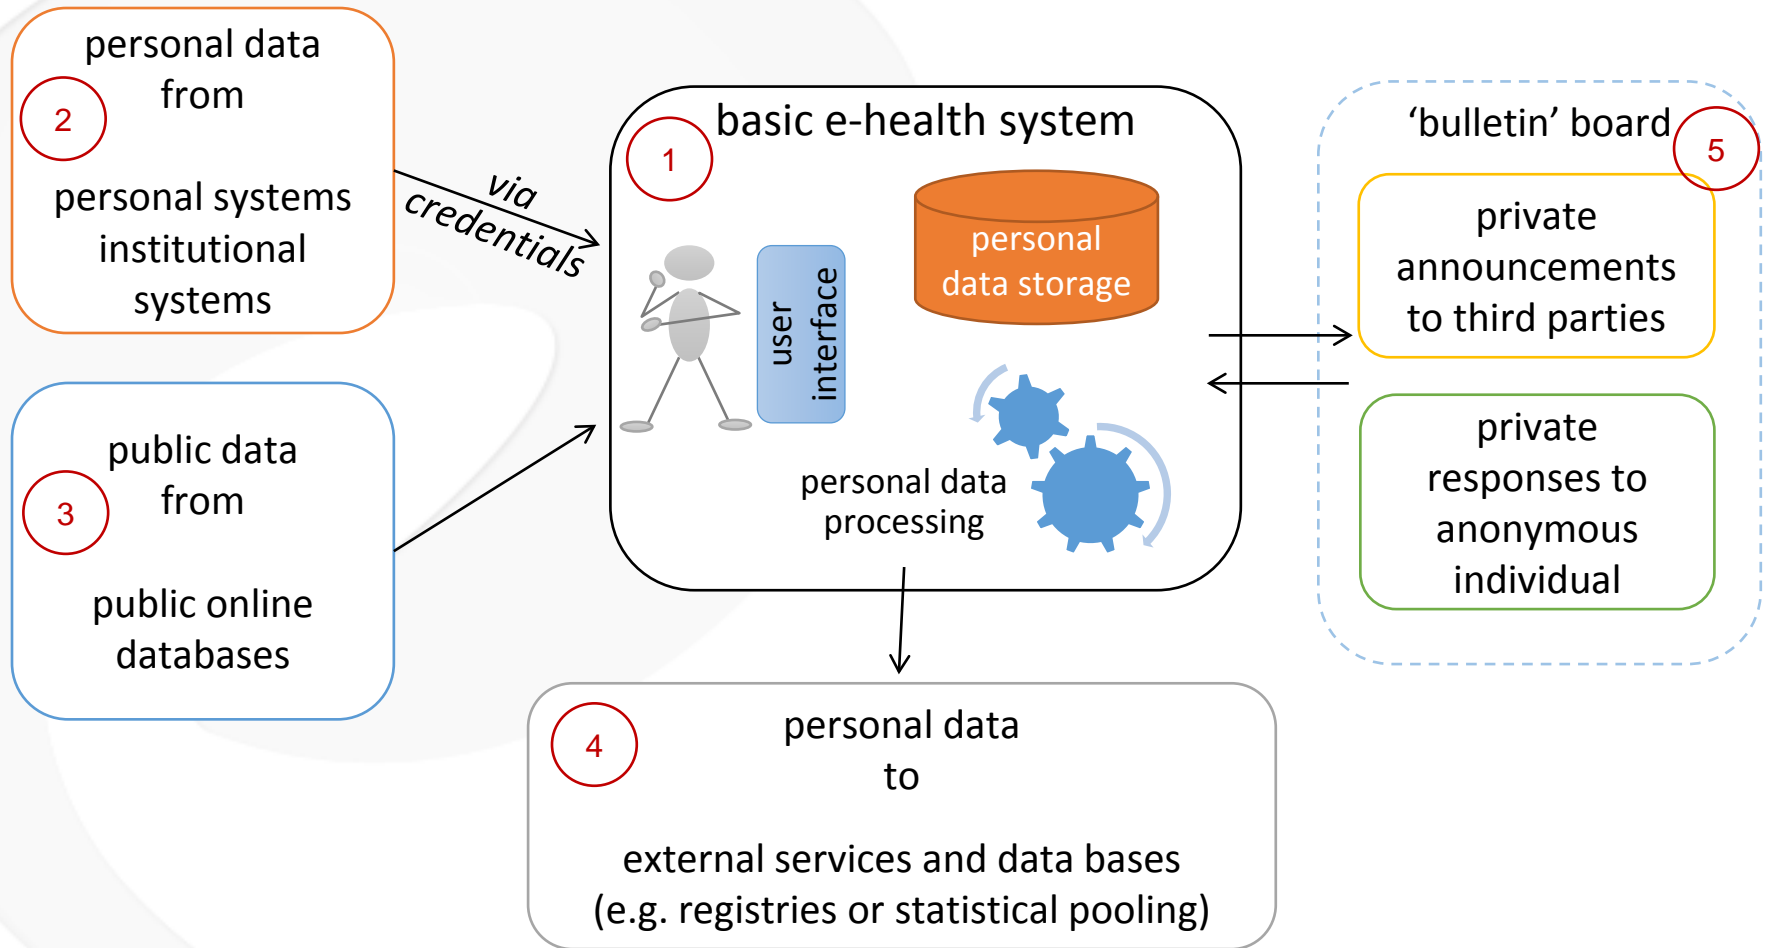 personal data
from
2
personal systems
institutional
systems
via
credentials
3
public data
from
public online
databases
basic e-health system
1
personal
data storage
user
interface
personal data
processing
'bulletin' board
5
private
announcements
to third parties
private
responses to
anonymous
individual
4
personal data
to
external services and data bases
(e.g. registries or statistical pooling)